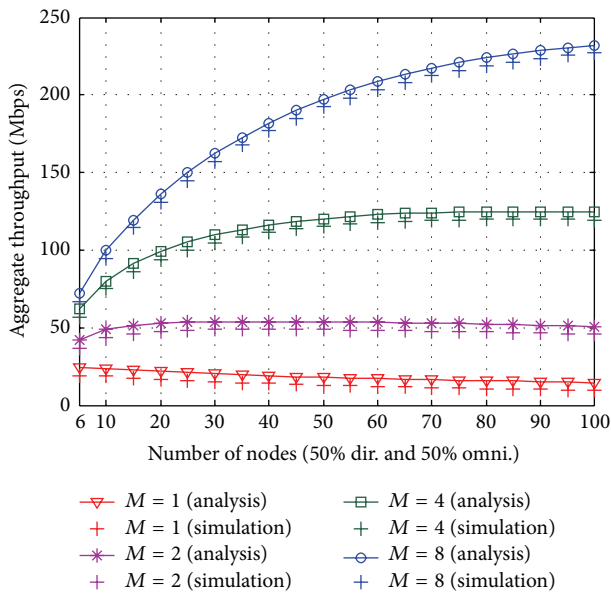 250
200
150
100
50
0
Aggregate throughput (Mbps)
6 10 20 30 40 50 60 70 80 90 100
Number of nodes (50% dir. and 50% omni.)
M = 1 (analysis)
M = 1 (simulation)
M = 2 (analysis)
M = 2 (simulation)
M = 4 (analysis)
M = 4 (simulation)
M = 8 (analysis)
M = 8 (simulation)